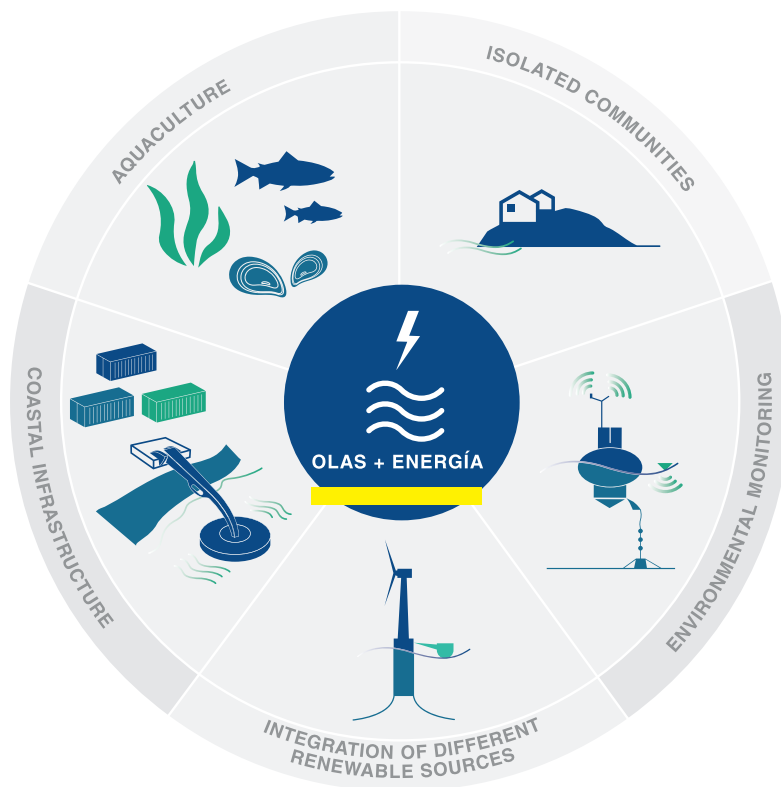 AQUACULTURE
ISOLATED COMMUNITIES
COASTAL INFRASTRUCTURE
OLAS + ENERGÍA
ENVIRONMENTAL MONITORING
INTEGRATION OF DIFFERENT
RENEWABLE SOURCES